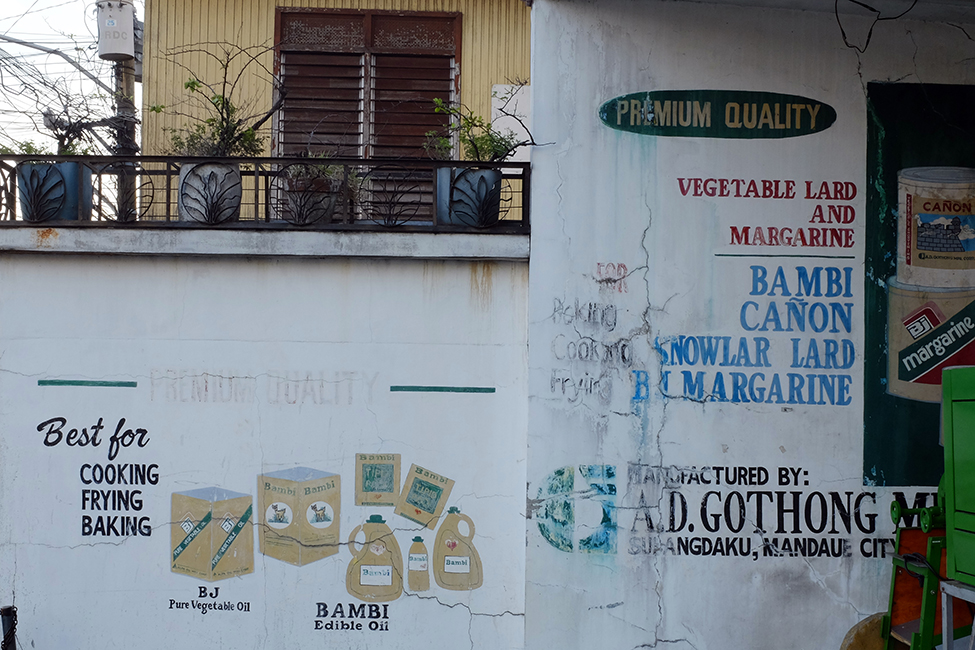 PREMIUM QUALITY
Best for
COOKING
FRYING
BAKING
Bambi Bambi
Bambi
Bambi
Bambi
Bambi
BJ
Pure Vegetable Oil
BAMBI
Edible Oil
PREMIUM QUALITY
VEGETABLE LARD
AND
MARGARINE
FOR
Baking
Cooking
Frying
BAMBI
CAÑON
SNOWLAR LARD
BJ MARGARINE
MANUFACTURED BY:
A.D. GOTHONG
SUBANGDAKU, MANDAUE CITY
CAÑON
BJ
margarine